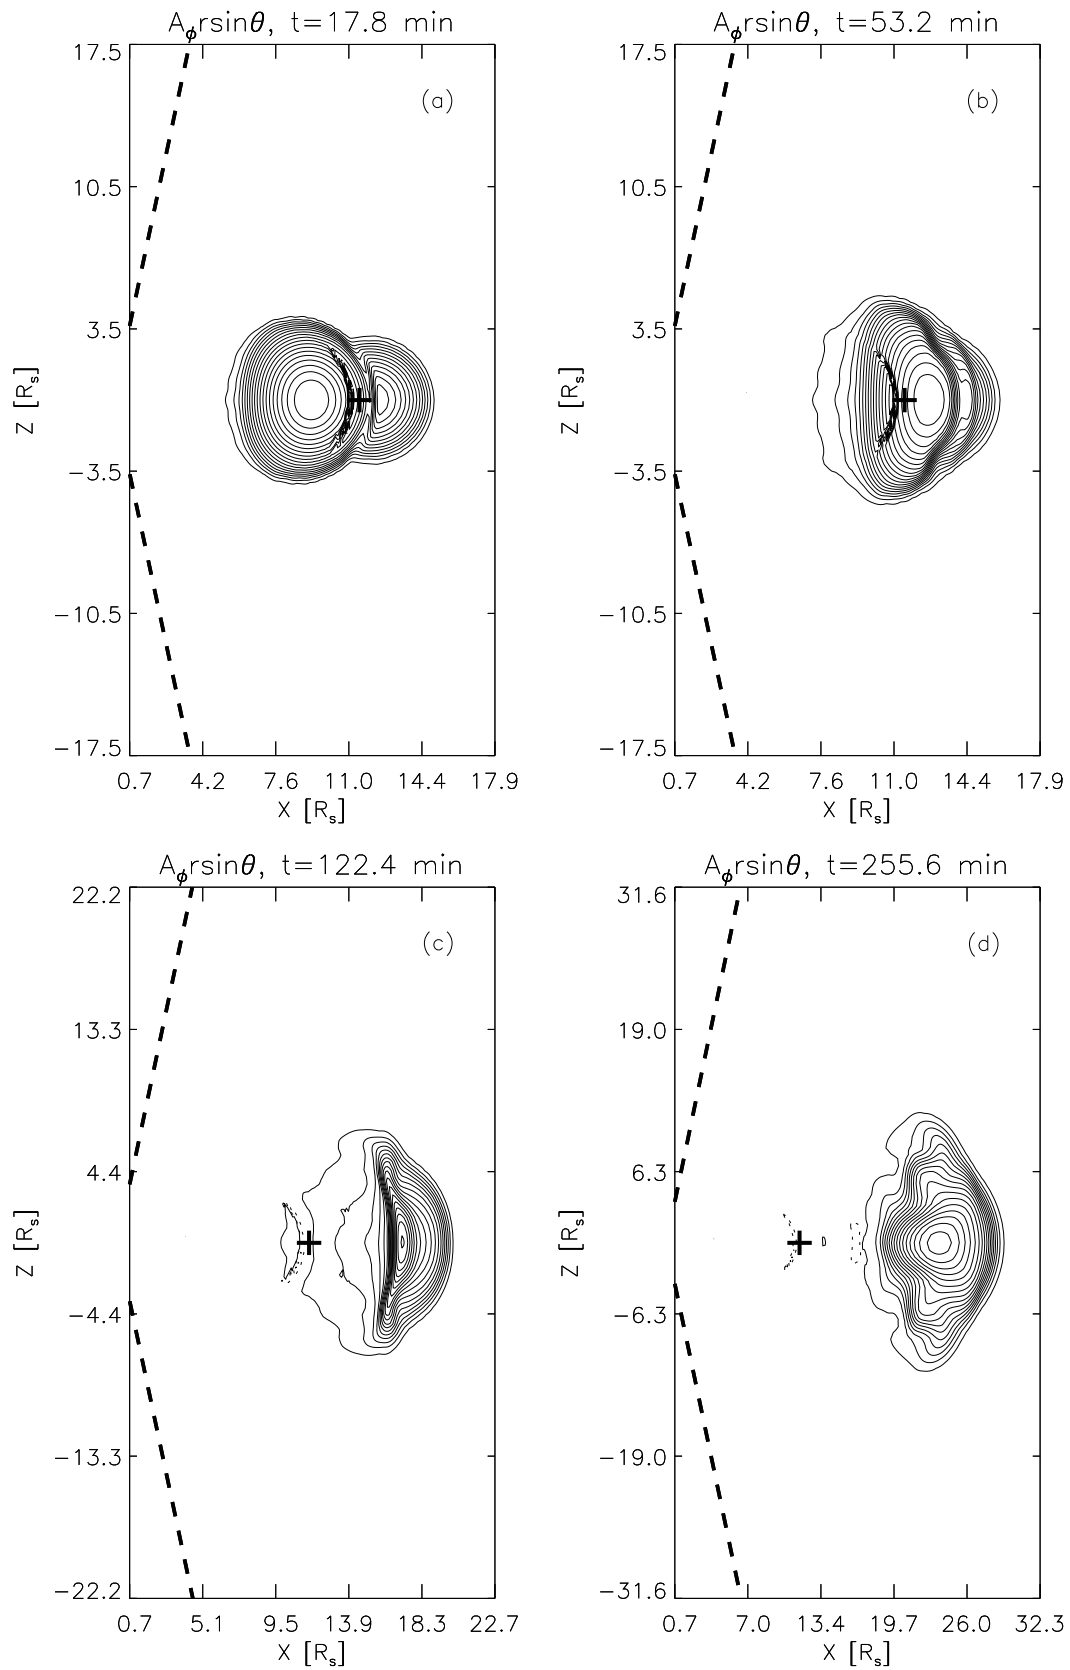 A_ϕrsinθ, t=17.8 min
(a)
17.5
10.5
3.5
−3.5
−10.5
−17.5
Z [R_s]
0.7 4.2 7.6 11.0 14.4 17.9
X [R_s]
A_ϕrsinθ, t=53.2 min
(b)
17.5
10.5
3.5
−3.5
−10.5
−17.5
Z [R_s]
0.7 4.2 7.6 11.0 14.4 17.9
X [R_s]
A_ϕrsinθ, t=122.4 min
(c)
22.2
13.3
4.4
−4.4
−13.3
−22.2
Z [R_s]
0.7 5.1 9.5 13.9 18.3 22.7
X [R_s]
A_ϕrsinθ, t=255.6 min
(d)
31.6
19.0
6.3
−6.3
−19.0
−31.6
Z [R_s]
0.7 7.0 13.4 19.7 26.0 32.3
X [R_s]